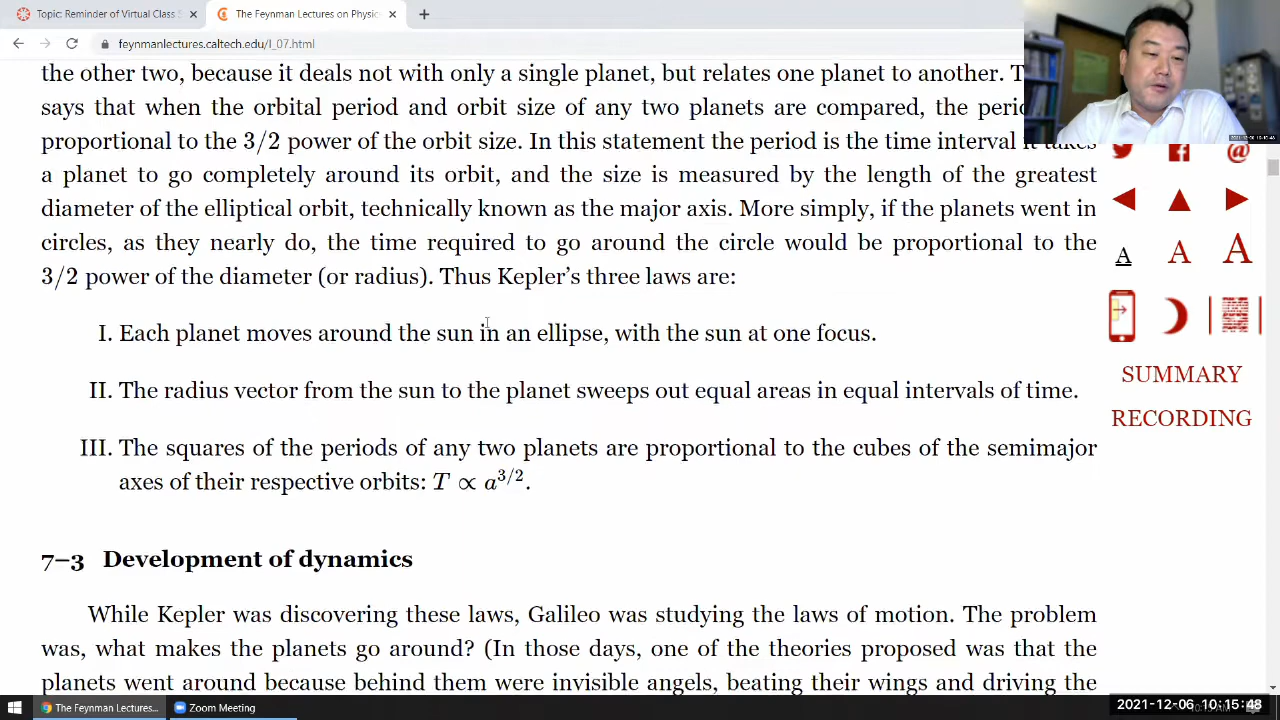 Topic: Reminder of Virtual Class
The Feynman Lectures on Physic
feynmanlectures.caltech.edu/I_07.html
the other two, because it deals not with only a single planet, but relates one planet to another.
says that when the orbital period and orbit size of any two planets are compared, the
proportional to the 3/2 power of the orbit size. In this statement the period is the time interval it takes
a planet to go completely around its orbit, and the size is measured by the length of the greatest
diameter of the elliptical orbit, technically known as the major axis. More simply, if the planets went in
circles, as they nearly do, the time required to go around the circle would be proportional to the
3/2 power of the diameter (or radius). Thus Kepler’s three laws are:
I. Each planet moves around the sun in an ellipse, with the sun at one focus.
II. The radius vector from the sun to the planet sweeps out equal areas in equal intervals of time.
III. The squares of the periods of any two planets are proportional to the cubes of the semimajor
axes of their respective orbits: T ∝ a^{3/2}.
7–3 Development of dynamics
While Kepler was discovering these laws, Galileo was studying the laws of motion. The problem
was, what makes the planets go around? (In those days, one of the theories proposed was that the
planets went around because behind them were invisible angels, beating their wings and driving the
@
A A A
SUMMARY
RECORDING
The Feynman Lectures...
Zoom Meeting
2021-12-06 10:15:48